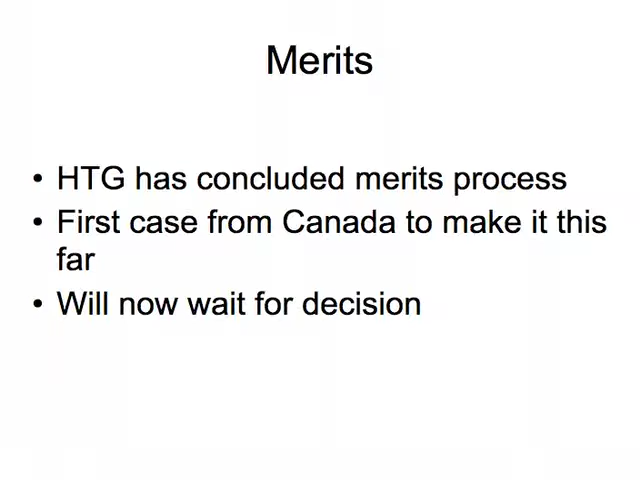 Merits
• HTG has concluded merits process
• First case from Canada to make it this
far
• Will now wait for decision